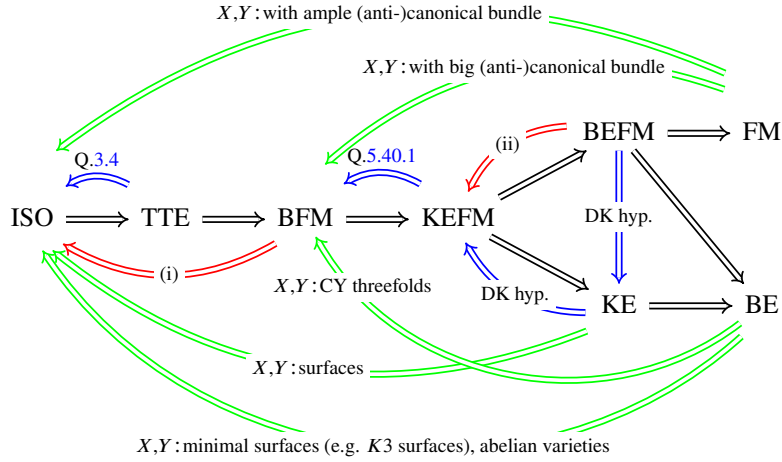 X,Y: with ample (anti-)canonical bundle
X,Y: with big (anti-)canonical bundle
BEFM FM
(ii)
Q.3.4 Q.5.40.1
ISO TTE BFM KEFM DK hyp.
(i)
X,Y: CY threefolds DK hyp.
KE BE
X,Y: surfaces
X,Y: minimal surfaces (e.g. K3 surfaces), abelian varieties